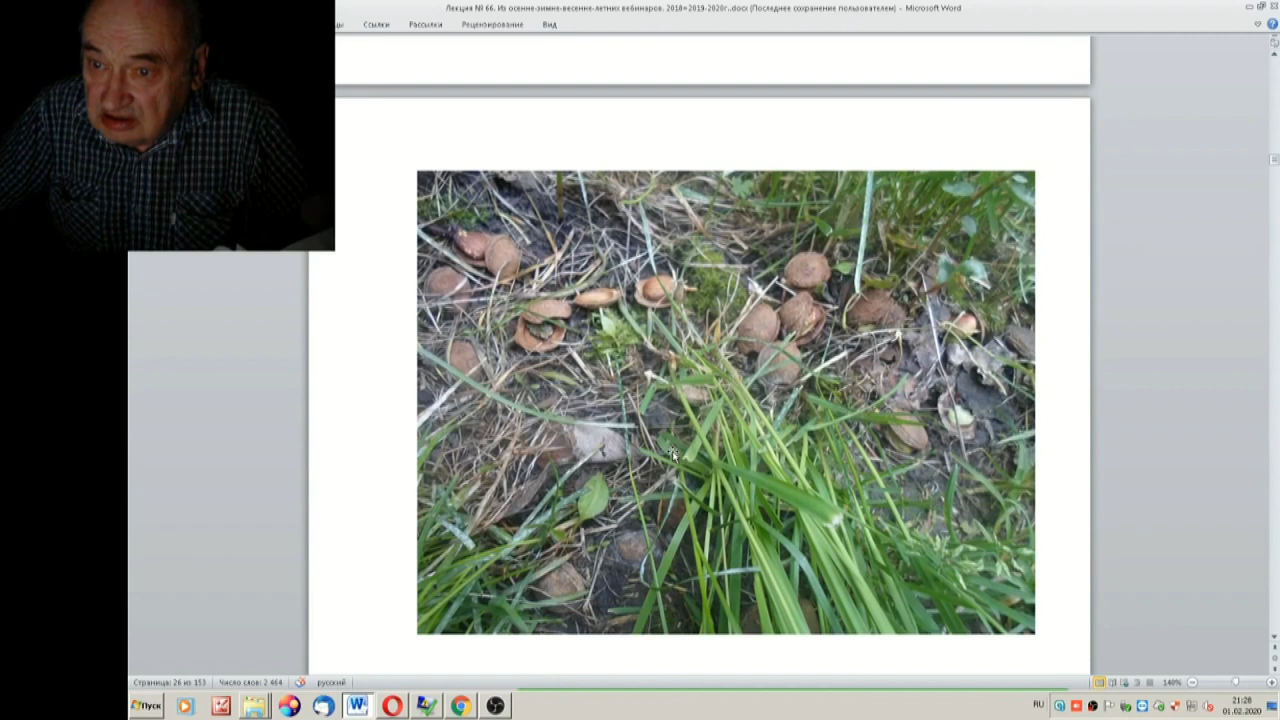 Лекция № 66. Из осенне-зимне-весенне-летних вебинаров. 2018=2019-2020г..docx (Последнее сохранение пользователем) - Microsoft Word
Ссылки Рассылки Рецензирование Вид
Страница: 26 из 153 Число слов: 2 464 русский 140%
Пуск RU 21:28
01.02.2020